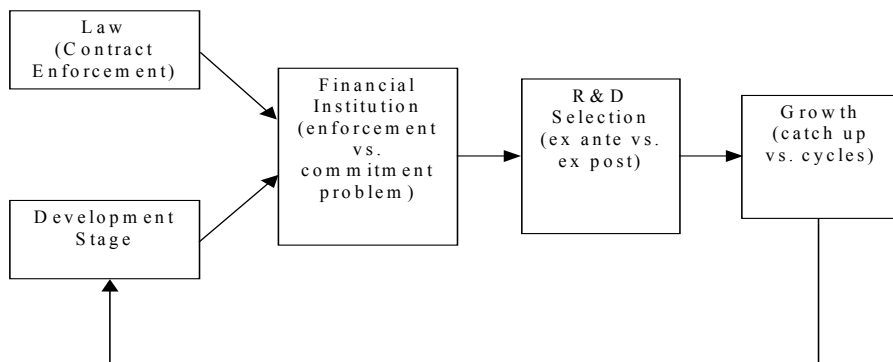 Law
(Contract
Enforcement)
Financial
Institution
(enforcement
vs.
commitment
problem)
R&D
Selection
(ex ante vs.
ex post)
Growth
(catch up
vs. cycles)
Development
Stage